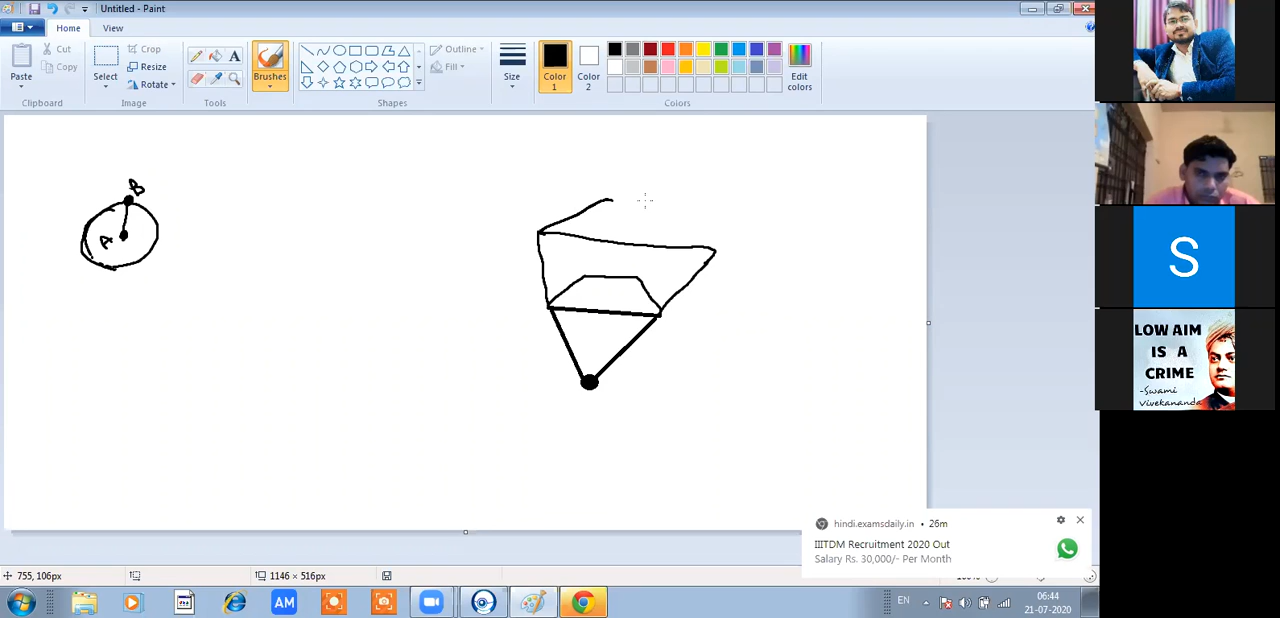 Untitled - Paint
Home
View
Paste
Cut
Copy
Clipboard
Select
Crop
Resize
Rotate
Image
A
Tools
Brushes
Shapes
Outline
Fill
Size
Color 1
Color 2
Edit colors
Colors
B
A
S
LOW AIM
IS A
CRIME
-Swami
Vivekananda
hindi.examsdaily.in • 26m
IIITDM Recruitment 2020 Out
Salary Rs. 30,000/- Per Month
755, 106px
1146 × 516px
AM
EN
06:44
21-07-2020